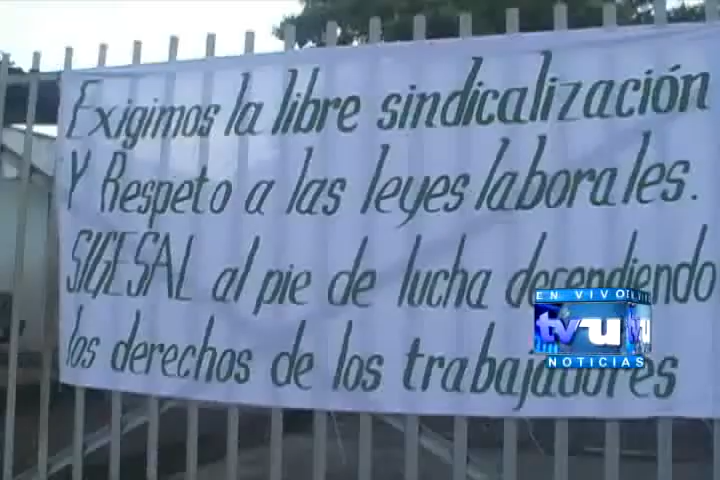 Exigimos la libre sindicalización
Y Respeto a las leyes laborales.
SIGESAL al pie de lucha decendiendo
los derechos de los trabajadores
EN VIVO
tvu
NOTICIAS